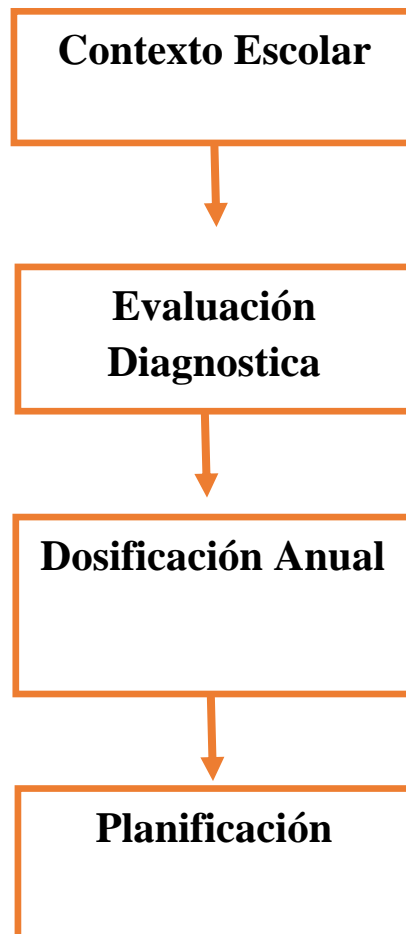 Contexto Escolar
Evaluación
Diagnostica
Dosificación Anual
Planificación